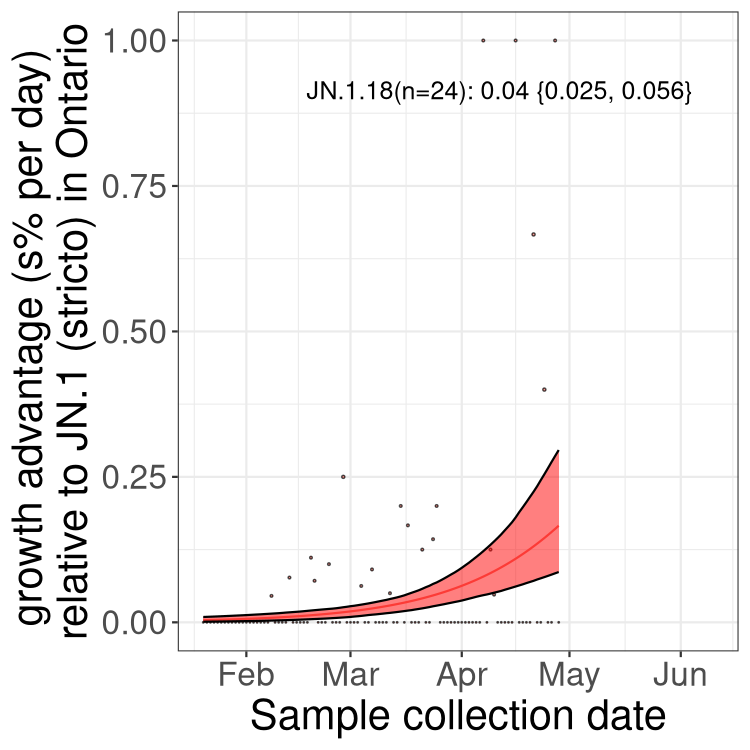 growth advantage (s% per day)
relative to JN.1 (stricto) in Ontario
1.00
0.75
0.50
0.25
0.00
JN.1.18(n=24): 0.04 {0.025, 0.056}
Feb Mar Apr May Jun
Sample collection date